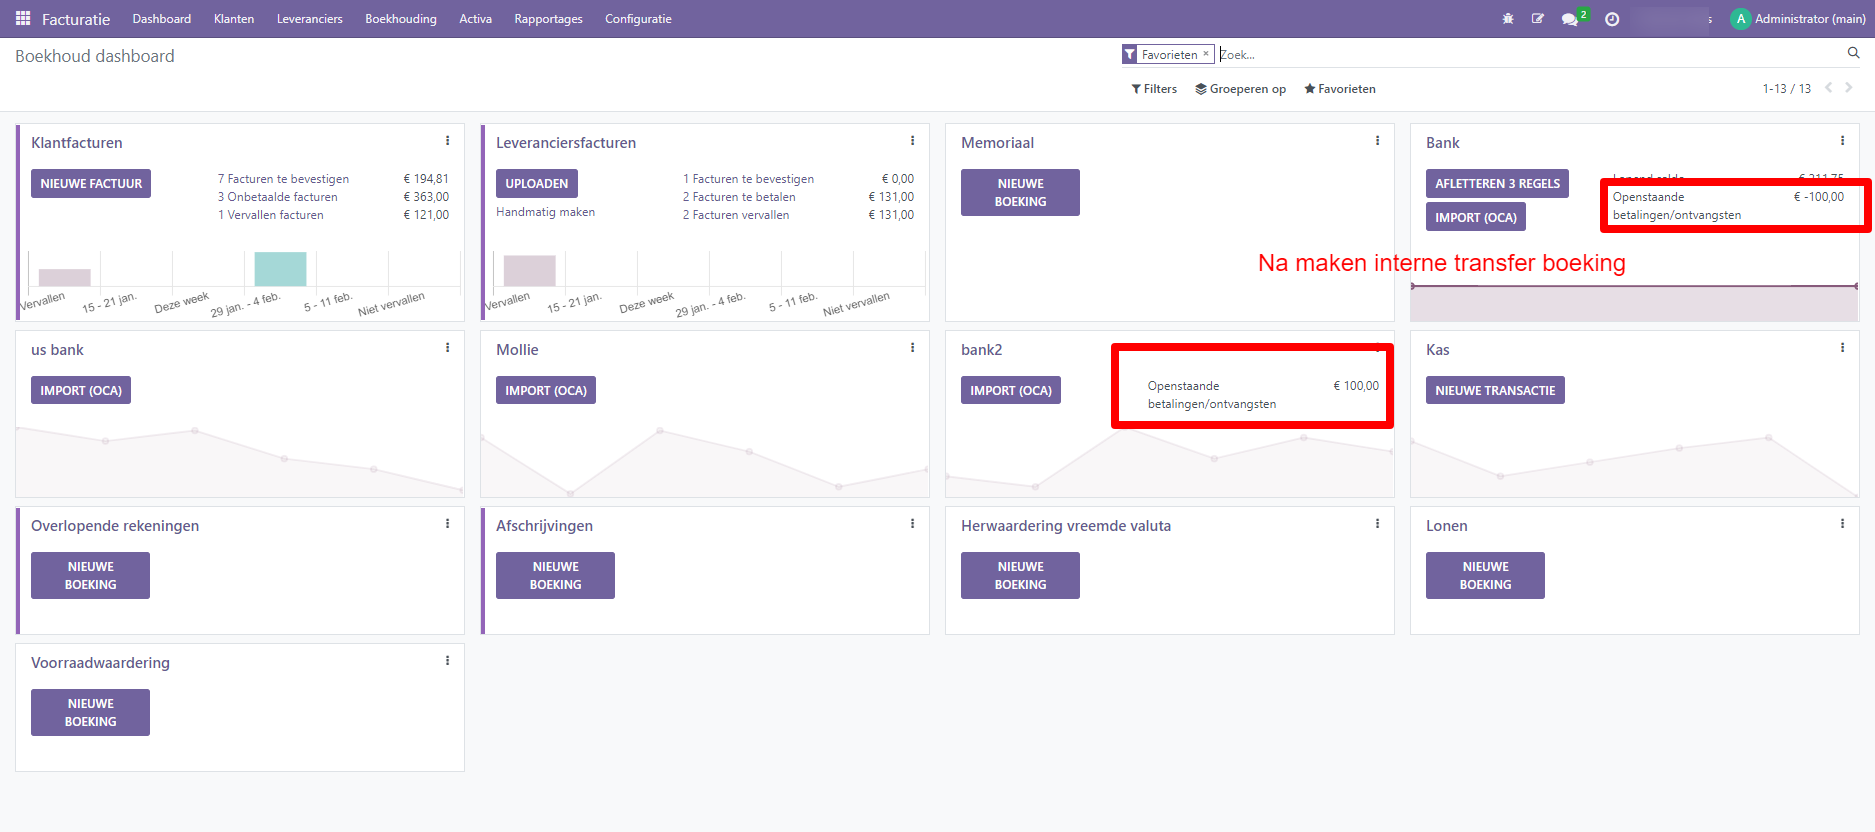 Facturatie Dashboard Klanten Leveranciers Boekhouding Activa Rapportages Configuratie 2 A Administrator (main)
Boekhoud dashboard
Favorieten × Zoek...
Filters Groeperen op Favorieten 1-13 / 13
Klantfacturen
NIEUWE FACTUUR
7 Facturen te bevestigen € 194,81
3 Onbetaalde facturen € 363,00
1 Vervallen facturen € 121,00
Vervallen 15 - 21 jan. Deze week 29 jan. - 4 feb. 5 - 11 feb. Niet vervallen
Leveranciersfacturen
UPLOADEN
Handmatig maken
1 Facturen te bevestigen € 0,00
2 Facturen te betalen € 131,00
2 Facturen vervallen € 131,00
Vervallen 15 - 21 jan. Deze week 29 jan. - 4 feb. 5 - 11 feb. Niet vervallen
Memoriaal
NIEUWE
BOEKING
Bank
AFLETTEREN 3 REGELS
IMPORT (OCA)
Lopend saldo € 211,75
Openstaande € -100,00
betalingen/ontvangsten
Na maken interne transfer boeking
us bank
IMPORT (OCA)
Mollie
IMPORT (OCA)
bank2
IMPORT (OCA)
Openstaande € 100,00
betalingen/ontvangsten
Kas
NIEUWE TRANSACTIE
Overlopende rekeningen
NIEUWE
BOEKING
Afschrijvingen
NIEUWE
BOEKING
Herwaardering vreemde valuta
NIEUWE
BOEKING
Lonen
NIEUWE
BOEKING
Voorraadwaardering
NIEUWE
BOEKING